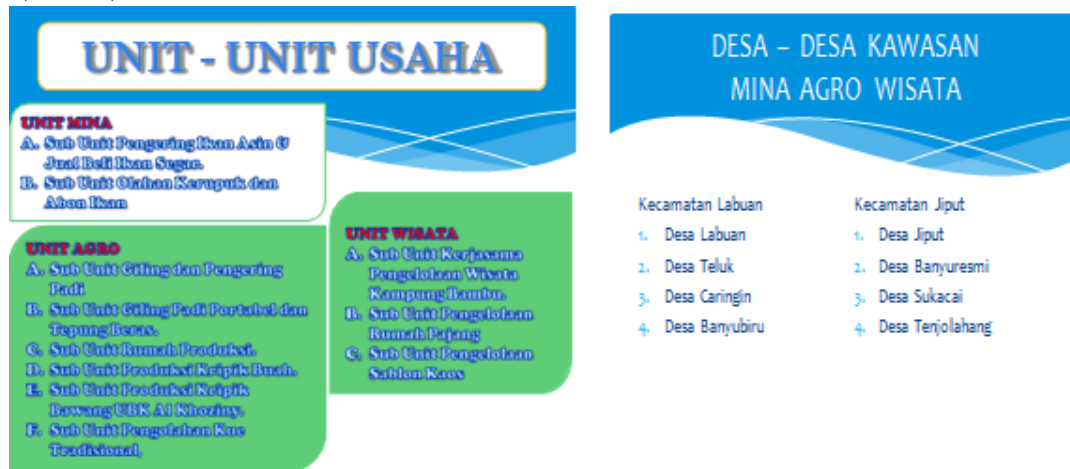 UNIT - UNIT USAHA
UNIT MINA
A. Sub Unit Pengering Ikan Asin &
Jual Beli Ikan Segar.
B. Sub Unit Olahan Kerupuk dan
Abon Ikan
UNIT AGRO
A. Sub Unit Giling dan Pengering
Padi
B. Sub Unit Giling Padi Portabel dan
Tepung Beras.
C. Sub Unit Rumah Produksi.
D. Sub Unit Produksi Kripik Buah.
E. Sub Unit Produksi Kripik
Bawang UBK Al Khoziny.
F. Sub Unit Pengolahan Kue
Tradisional,
UNIT WISATA
A. Sub Unit Kerjasama
Pengelolaan Wisata
Kampung Bambu.
B. Sub Unit Pengelolaan
Rumah Pajang
C. Sub Unit Pengelolaan
Sablon Kaos
DESA – DESA KAWASAN
MINA AGRO WISATA
Kecamatan Labuan
1. Desa Labuan
2. Desa Teluk
3. Desa Caringin
4. Desa Banyubiru
Kecamatan Jiput
1. Desa Jiput
2. Desa Banyuresmi
3. Desa Sukacai
4. Desa Tenjolahang